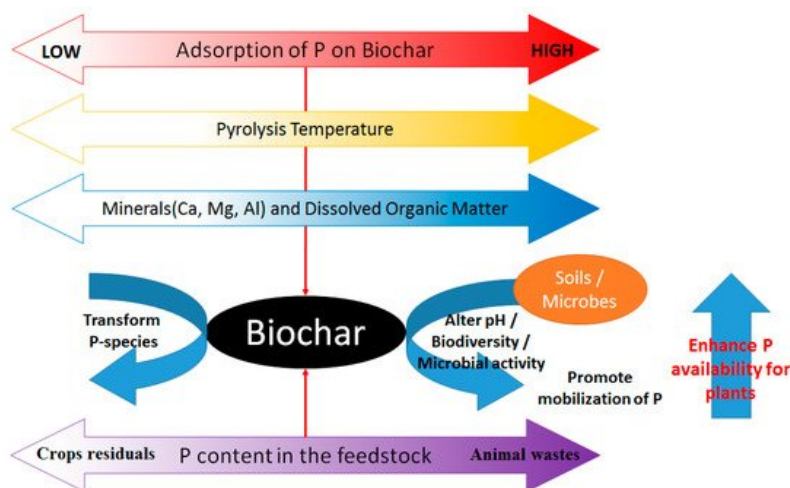 LOW
Adsorption of P on Biochar
HIGH
Pyrolysis Temperature
Minerals(Ca, Mg, Al) and Dissolved Organic Matter
Transform
P-species
Biochar
Alter pH /
Biodiversity /
Microbial activity
Soils /
Microbes
Promote
mobilization of P
Enhance P
availability for
plants
Crops residuals
P content in the feedstock
Animal wastes